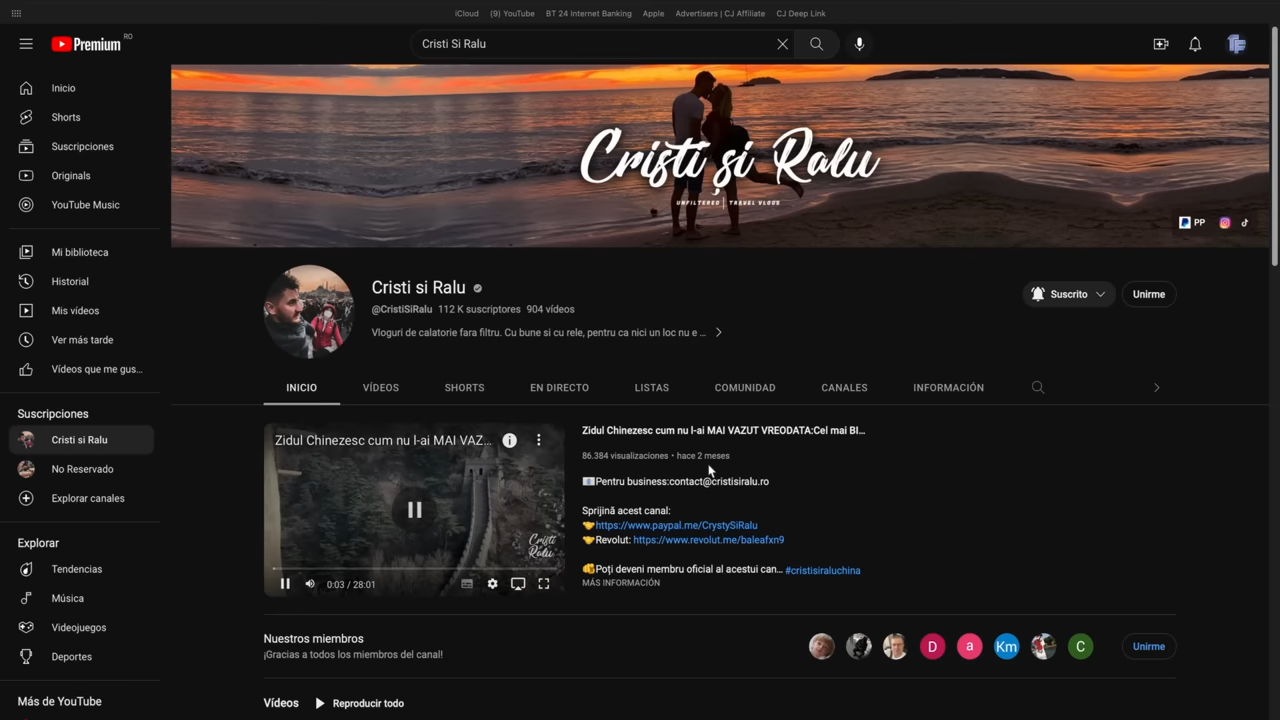 iCloud (9) YouTube BT 24 Internet Banking Apple Advertisers | CJ Affiliate CJ Deep Link
Premium RO
Cristi Si Ralu
Inicio
Shorts
Suscripciones
Originals
YouTube Music
Mi biblioteca
Historial
Mis vídeos
Ver más tarde
Vídeos que me gus...
Suscripciones
Cristi si Ralu
No Reservado
Explorar canales
Explorar
Tendencias
Música
Videojuegos
Deportes
Más de YouTube
Cristi și Ralu
UNFILTERED | TRAVEL VLOGS
PP
Cristi si Ralu
@CristiSiRalu 112 K suscriptores 904 vídeos
Vloguri de calatorie fara filtru. Cu bune si cu rele, pentru ca nici un loc nu e ...
Suscrito
Unirme
INICIO VÍDEOS SHORTS EN DIRECTO LISTAS COMUNIDAD CANALES INFORMACIÓN
Zidul Chinezesc cum nu l-ai MAI VAZ...
Cristi și Ralu
0:03 / 28:01
Zidul Chinezesc cum nu l-ai MAI VAZUT VREODATA:Cel mai BI...
86.384 visualizaciones • hace 2 meses
📧Pentru business:contact@cristisiralu.ro
Sprijină acest canal:
🤝https://www.paypal.me/CrystySiRalu
🤝Revolut: https://www.revolut.me/baleafxn9
👊Poți deveni membru oficial al acestui can... #cristisiraluchina
MÁS INFORMACIÓN
Nuestros miembros
¡Gracias a todos los miembros del canal!
D a Km C
Unirme
Vídeos Reproducir todo